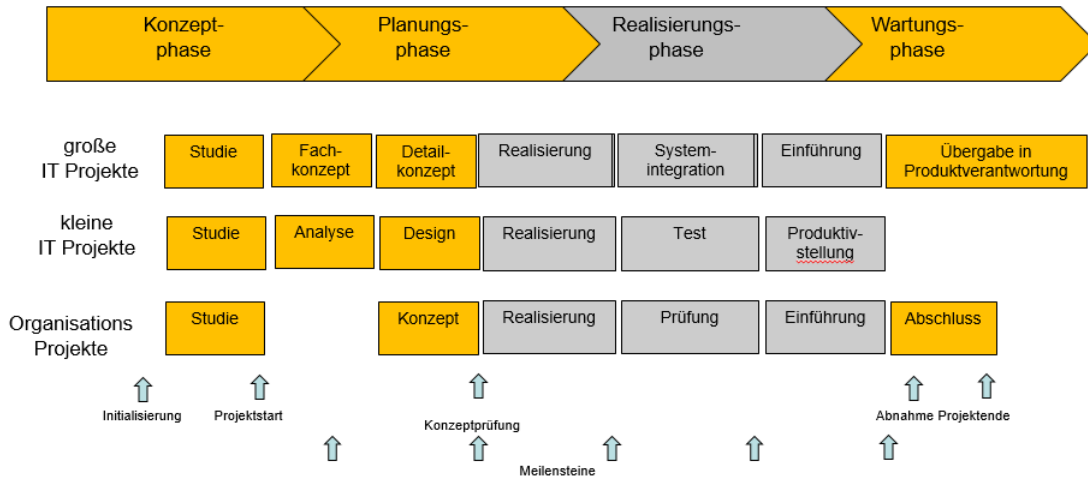 Konzept-
phase
Planungs-
phase
Realisierungs-
phase
Wartungs-
phase
große
IT Projekte
Studie
Fach-
konzept
Detail-
konzept
Realisierung
System-
integration
Einführung
Übergabe in
Produktverantwortung
kleine
IT Projekte
Studie
Analyse
Design
Realisierung
Test
Produktiv-
stellung
Organisations
Projekte
Studie
Konzept
Realisierung
Prüfung
Einführung
Abschluss
Initialisierung
Projektstart
Konzeptprüfung
Abnahme
Projektende
Meilensteine